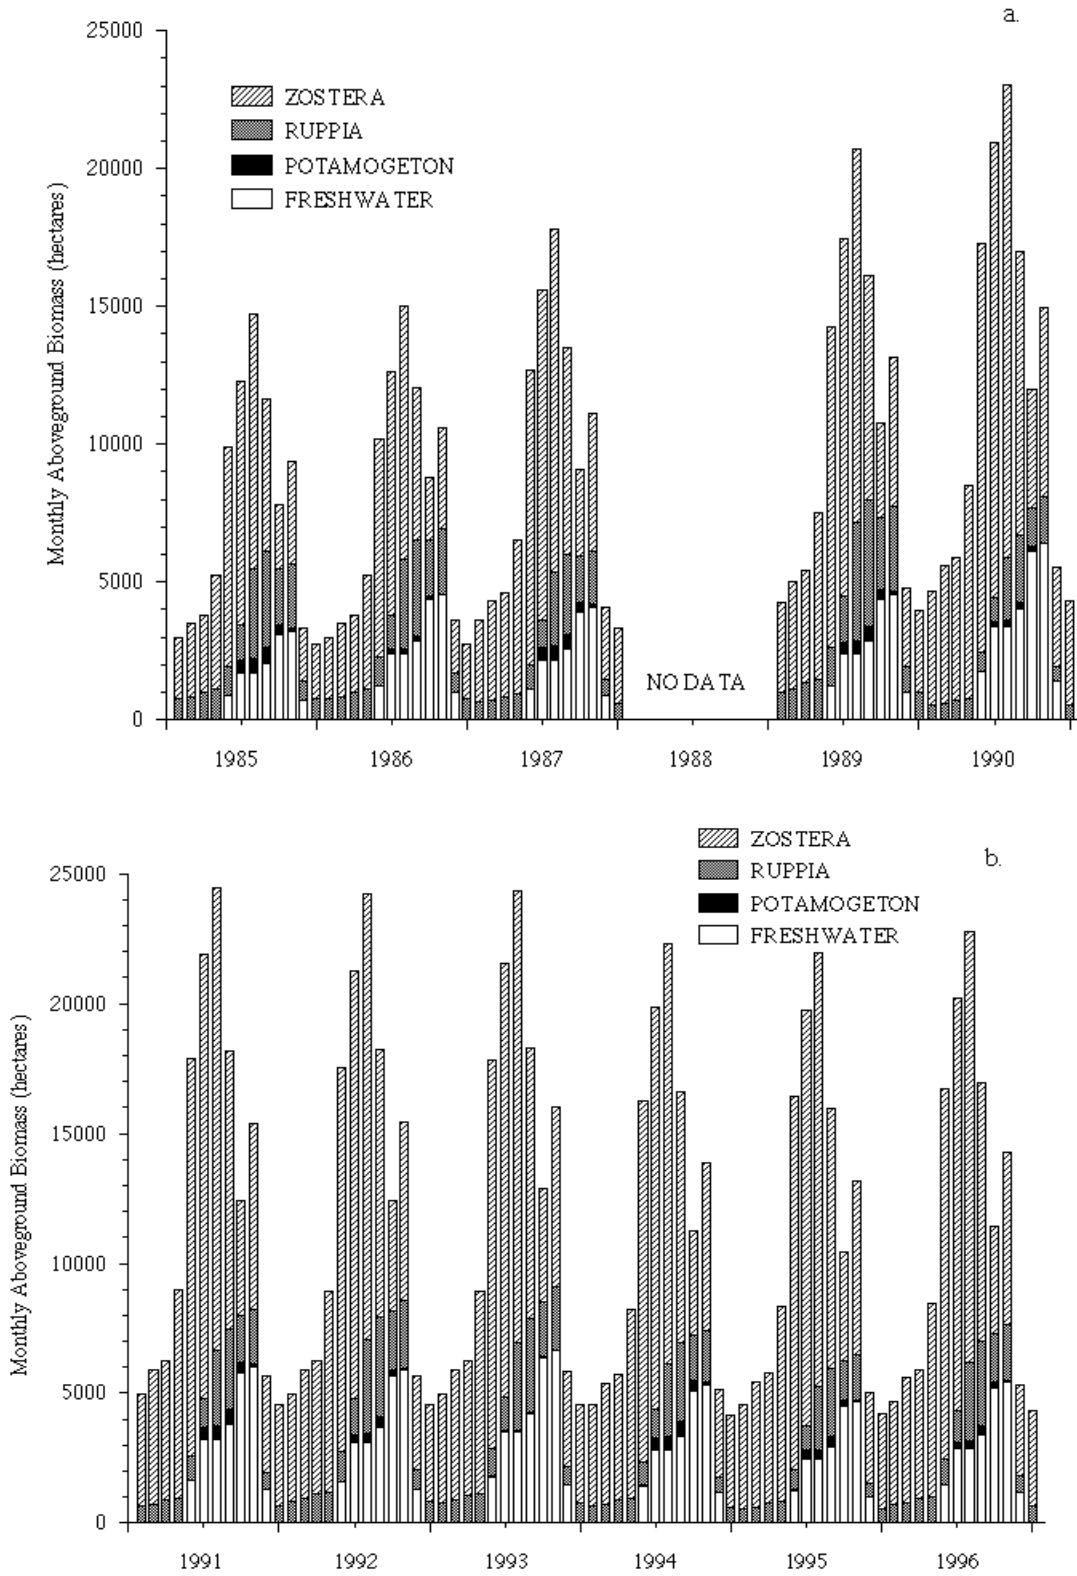 a.
25000
20000
15000
10000
5000
0
Monthly Aboveground Biomass (hectares)
ZOSTERA
RUPPIA
POTAMOGETON
FRESHWATER
NO DATA
1985 1986 1987 1988 1989 1990
b.
ZOSTERA
RUPPIA
POTAMOGETON
FRESHWATER
25000
20000
15000
10000
5000
0
Monthly Aboveground Biomass (hectares)
1991 1992 1993 1994 1995 1996